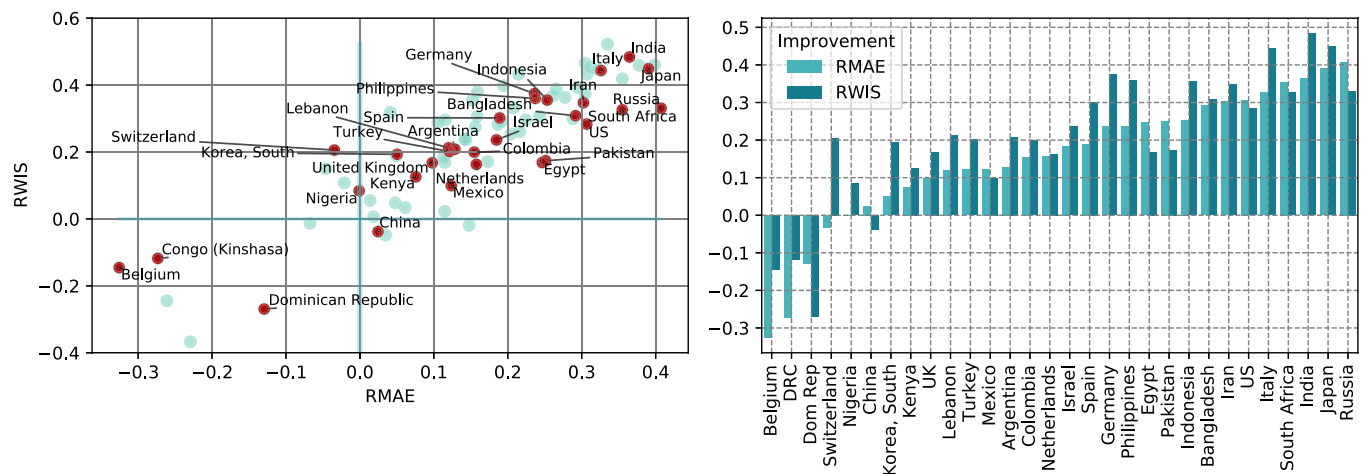 0.6
0.4
0.2
0.0
−0.2
−0.4
RWIS
−0.3
−0.2
−0.1
0.0
0.1
0.2
0.3
0.4
RMAE
Germany
Italy
India
Indonesia
Japan
Philippines
Iran
Lebanon
Bangladesh
Russia
Spain
South Africa
Switzerland
Turkey
Argentina
Israel
US
Korea, South
Colombia
United Kingdom
Pakistan
Kenya
Netherlands
Egypt
Nigeria
Mexico
China
Congo (Kinshasa)
Belgium
Dominican Republic
0.5
0.4
0.3
0.2
0.1
0.0
−0.1
−0.2
−0.3
Improvement
RMAE
RWIS
Belgium
DRC
Dom Rep
Switzerland
Nigeria
China
Korea, South
Kenya
UK
Lebanon
Turkey
Mexico
Argentina
Colombia
Netherlands
Israel
Spain
Germany
Philippines
Egypt
Pakistan
Indonesia
Bangladesh
Iran
US
Italy
South Africa
India
Japan
Russia